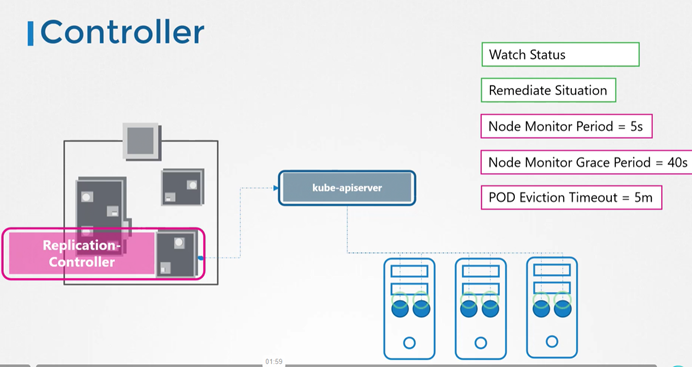 Controller
Watch Status
Remediate Situation
Node Monitor Period = 5s
Node Monitor Grace Period = 40s
POD Eviction Timeout = 5m
kube-apiserver
Replication-
Controller
01:59